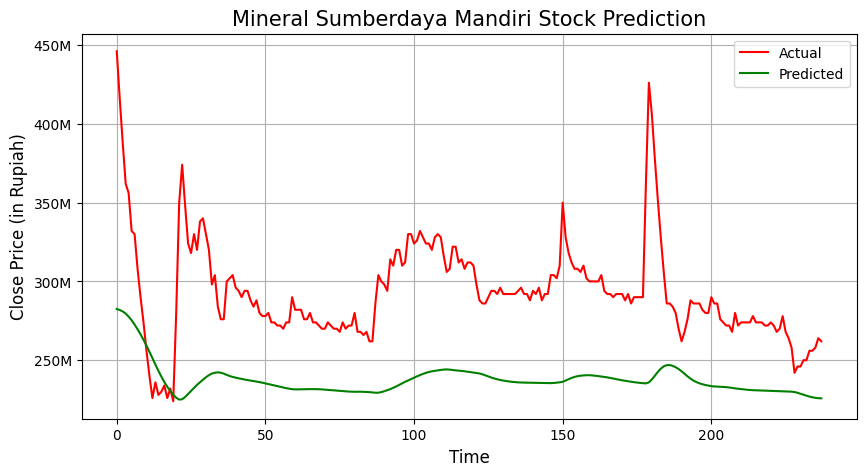 Mineral Sumberdaya Mandiri Stock Prediction
Close Price (in Rupiah)
450M
400M
350M
300M
250M
Actual
Predicted
0
50
100
150
200
Time